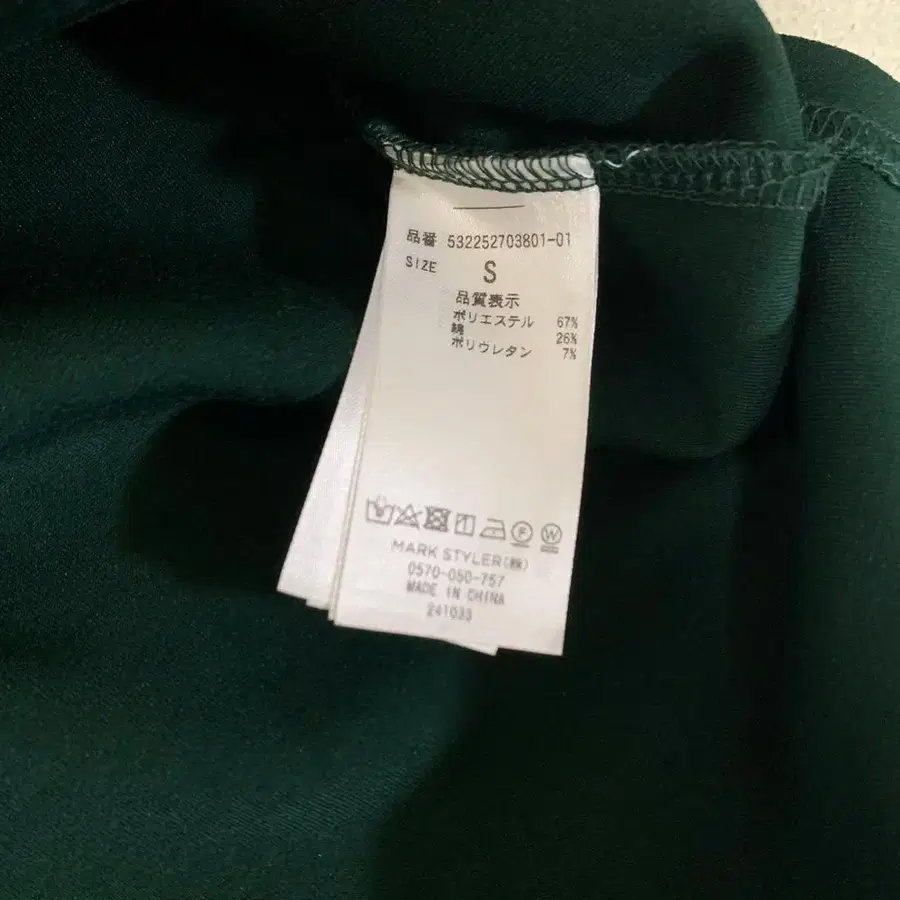 品番 532252703801-01
SIZE S
品質表示
ポリエステル 67%
綿 26%
ポリウレタン 7%
F W
MARK STYLER(株)
0570-050-757
MADE IN CHINA
241033